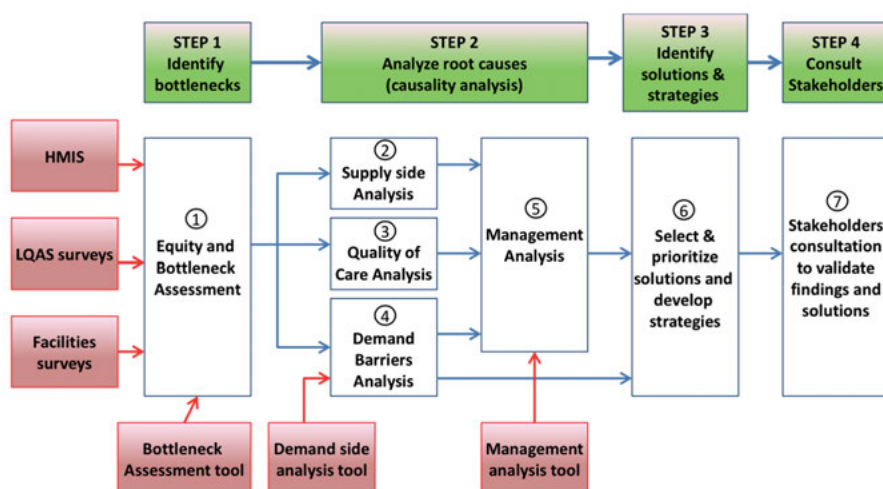 STEP 1
Identify
bottlenecks
STEP 2
Analyze root causes
(causality analysis)
STEP 3
Identify
solutions &
strategies
STEP 4
Consult
Stakeholders
HMIS
LQAS surveys
Facilities
surveys
①
Equity and
Bottleneck
Assessment
②
Supply side
Analysis
③
Quality of
Care Analysis
④
Demand
Barriers
Analysis
⑤
Management
Analysis
⑥
Select &
prioritize
solutions and
develop
strategies
⑦
Stakeholders
consultation
to validate
findings and
solutions
Bottleneck
Assessment tool
Demand side
analysis tool
Management
analysis tool